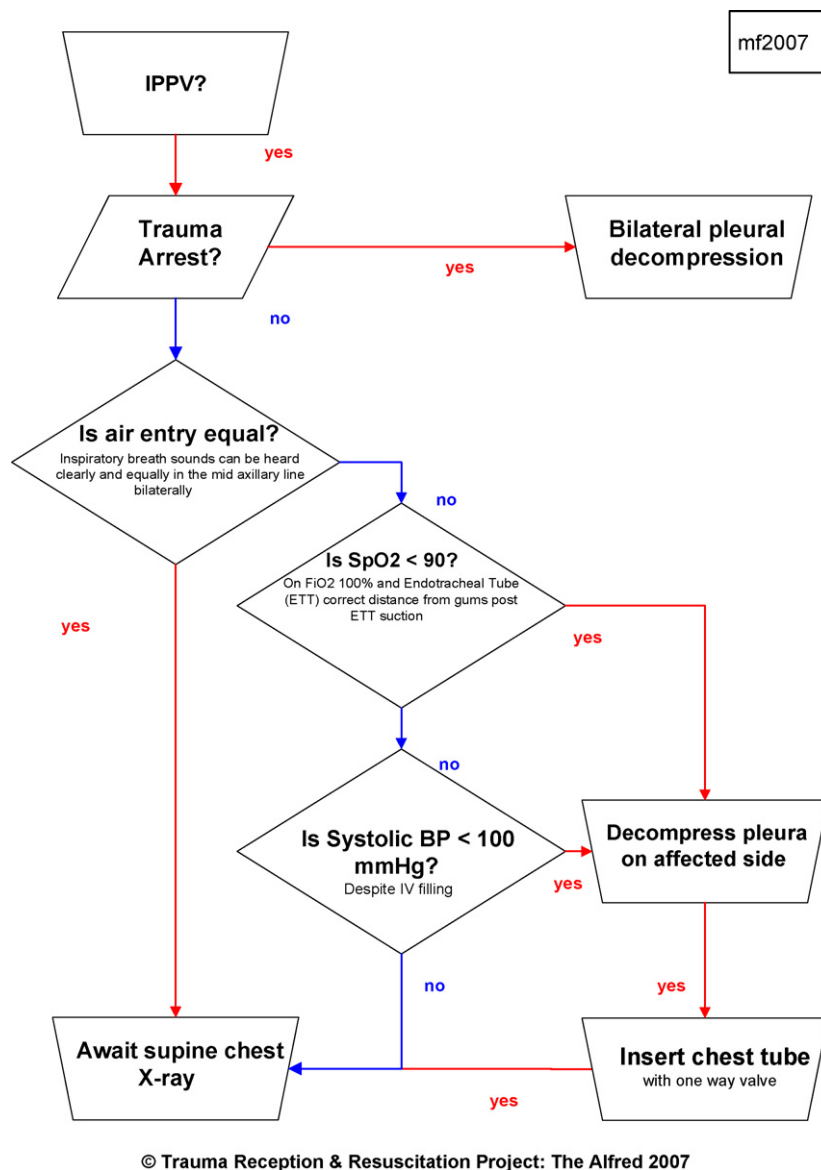 mf2007
IPPV?
yes
Trauma
Arrest?
yes
Bilateral pleural
decompression
no
Is air entry equal?
Inspiratory breath sounds can be heard
clearly and equally in the mid axillary line
bilaterally
no
Is SpO2 < 90?
On FiO2 100% and Endotracheal Tube
(ETT) correct distance from gums post
ETT suction
yes
yes
no
Is Systolic BP < 100
mmHg?
Despite IV filling
yes
Decompress pleura
on affected side
no
yes
Await supine chest
X-ray
Insert chest tube
with one way valve
yes
© Trauma Reception & Resuscitation Project: The Alfred 2007